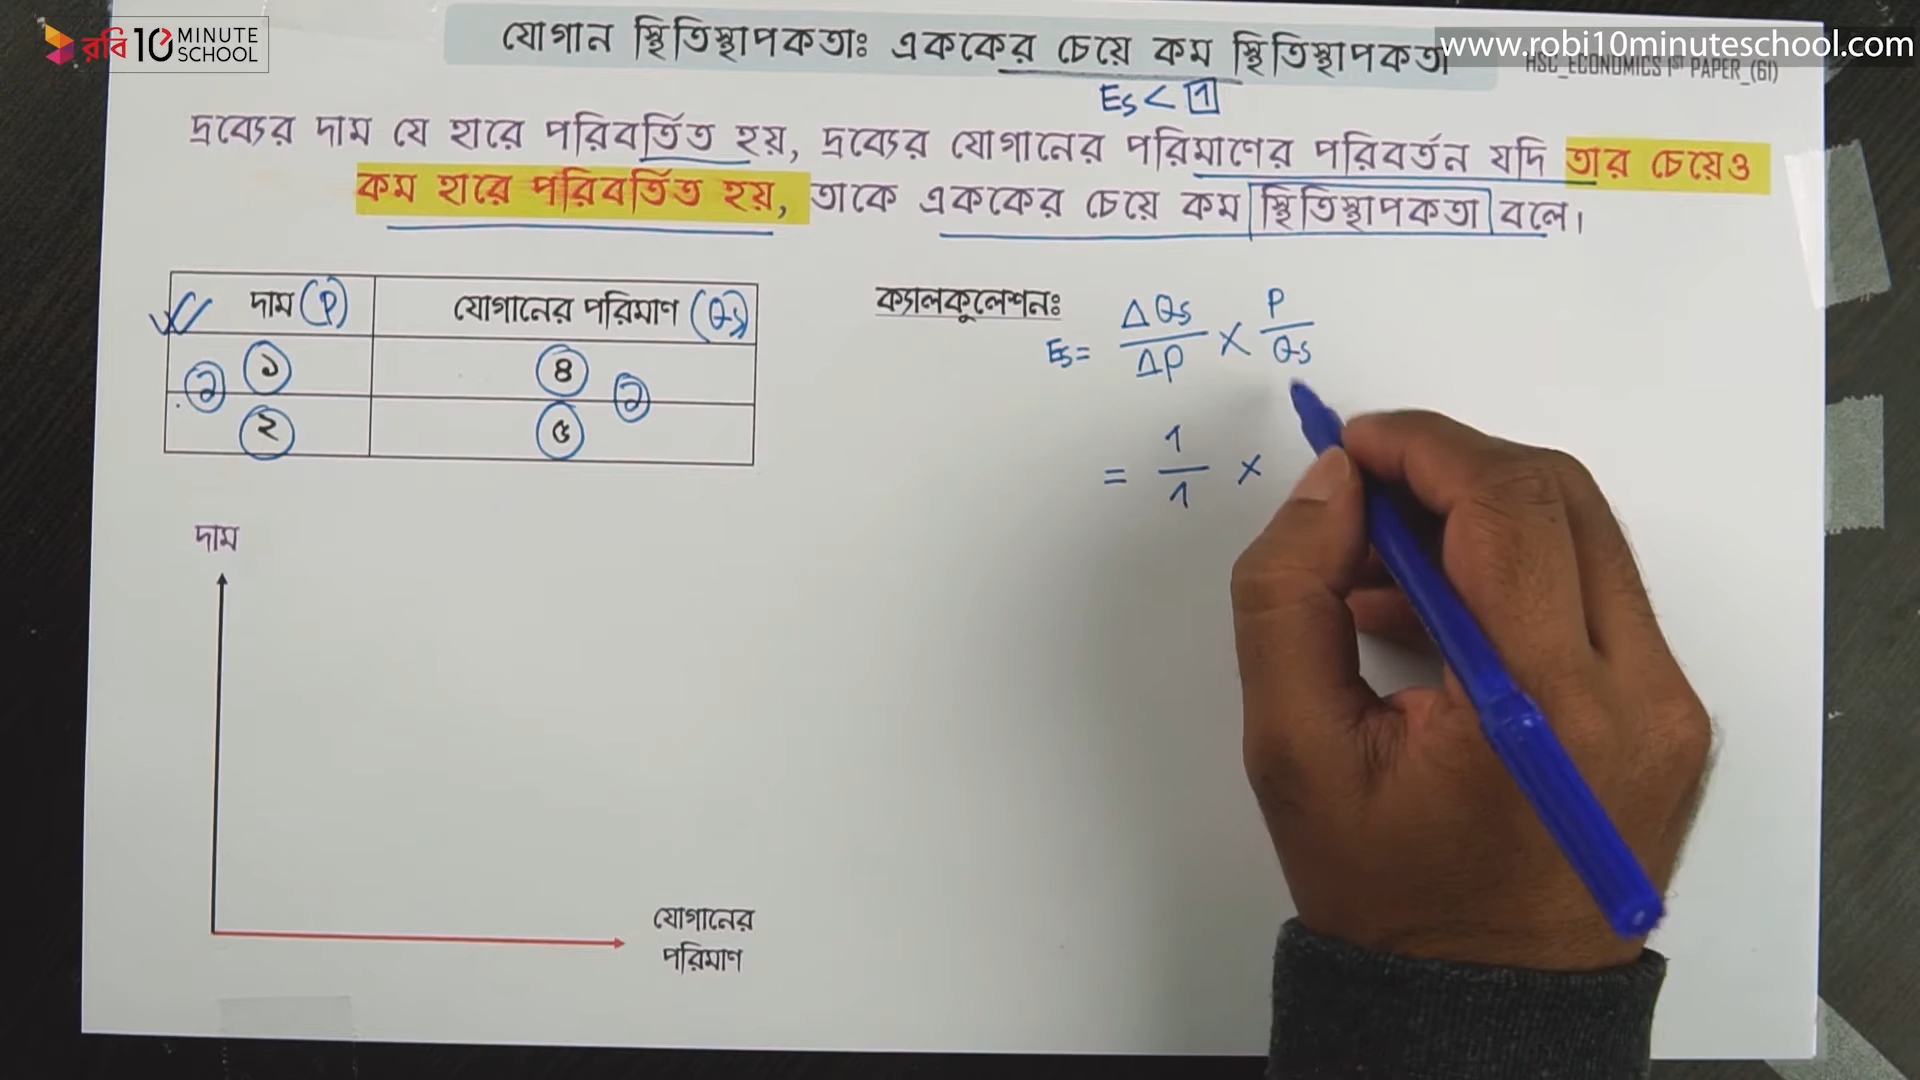 রবি 10 MINUTE SCHOOL
www.robi10minuteschool.com
যোগান স্থিতিস্থাপকতাঃ এককের চেয়ে কম স্থিতিস্থাপকতা
HSC_ECONOMICS 1ST PAPER_(61)
Es < 1
দ্রব্যের দাম যে হারে পরিবর্তিত হয়, দ্রব্যের যোগানের পরিমাণের পরিবর্তন যদি তার চেয়েও
কম হারে পরিবর্তিত হয়, তাকে এককের চেয়ে কম স্থিতিস্থাপকতা বলে।
দাম (P) যোগানের পরিমাণ (Qs)
১ ৪
১ ১
২ ৫
ক্যালকুলেশনঃ
Es = ΔQs/ΔP × P/Qs
= 1/1 ×
দাম
যোগানের
পরিমাণ